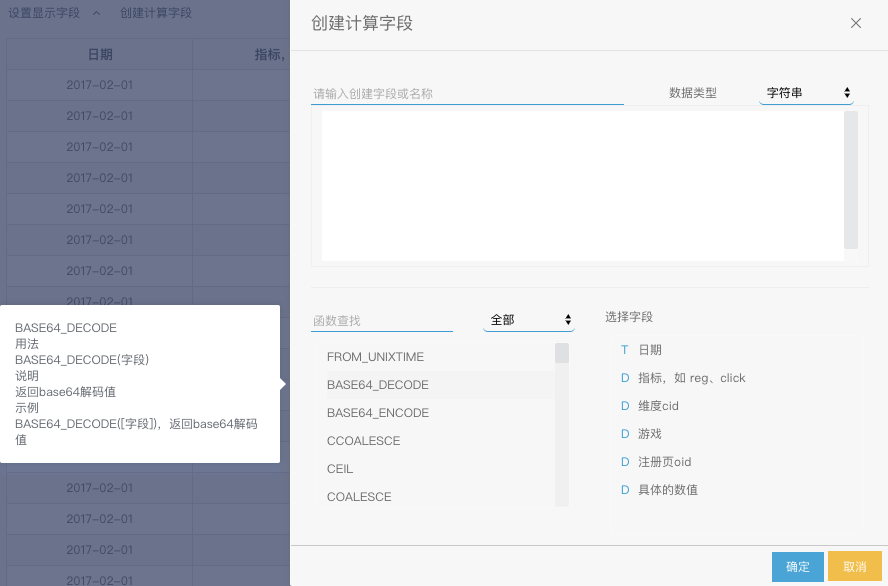 设置显示字段 创建计算字段
日期 指标,
2017-02-01
2017-02-01
2017-02-01
2017-02-01
2017-02-01
2017-02-01
2017-02-01
2017-02-01
BASE64_DECODE
用法
BASE64_DECODE(字段)
说明
返回base64解码值
示例
BASE64_DECODE([字段])，返回base64解码
值
2017-02-01
2017-02-01
2017-02-01
2017-02-01
创建计算字段
请输入创建字段或名称 数据类型 字符串
函数查找 全部
FROM_UNIXTIME
BASE64_DECODE
BASE64_ENCODE
CCOALESCE
CEIL
COALESCE
选择字段
T 日期
D 指标，如 reg、click
D 维度cid
D 游戏
D 注册页oid
D 具体的数值
确定 取消